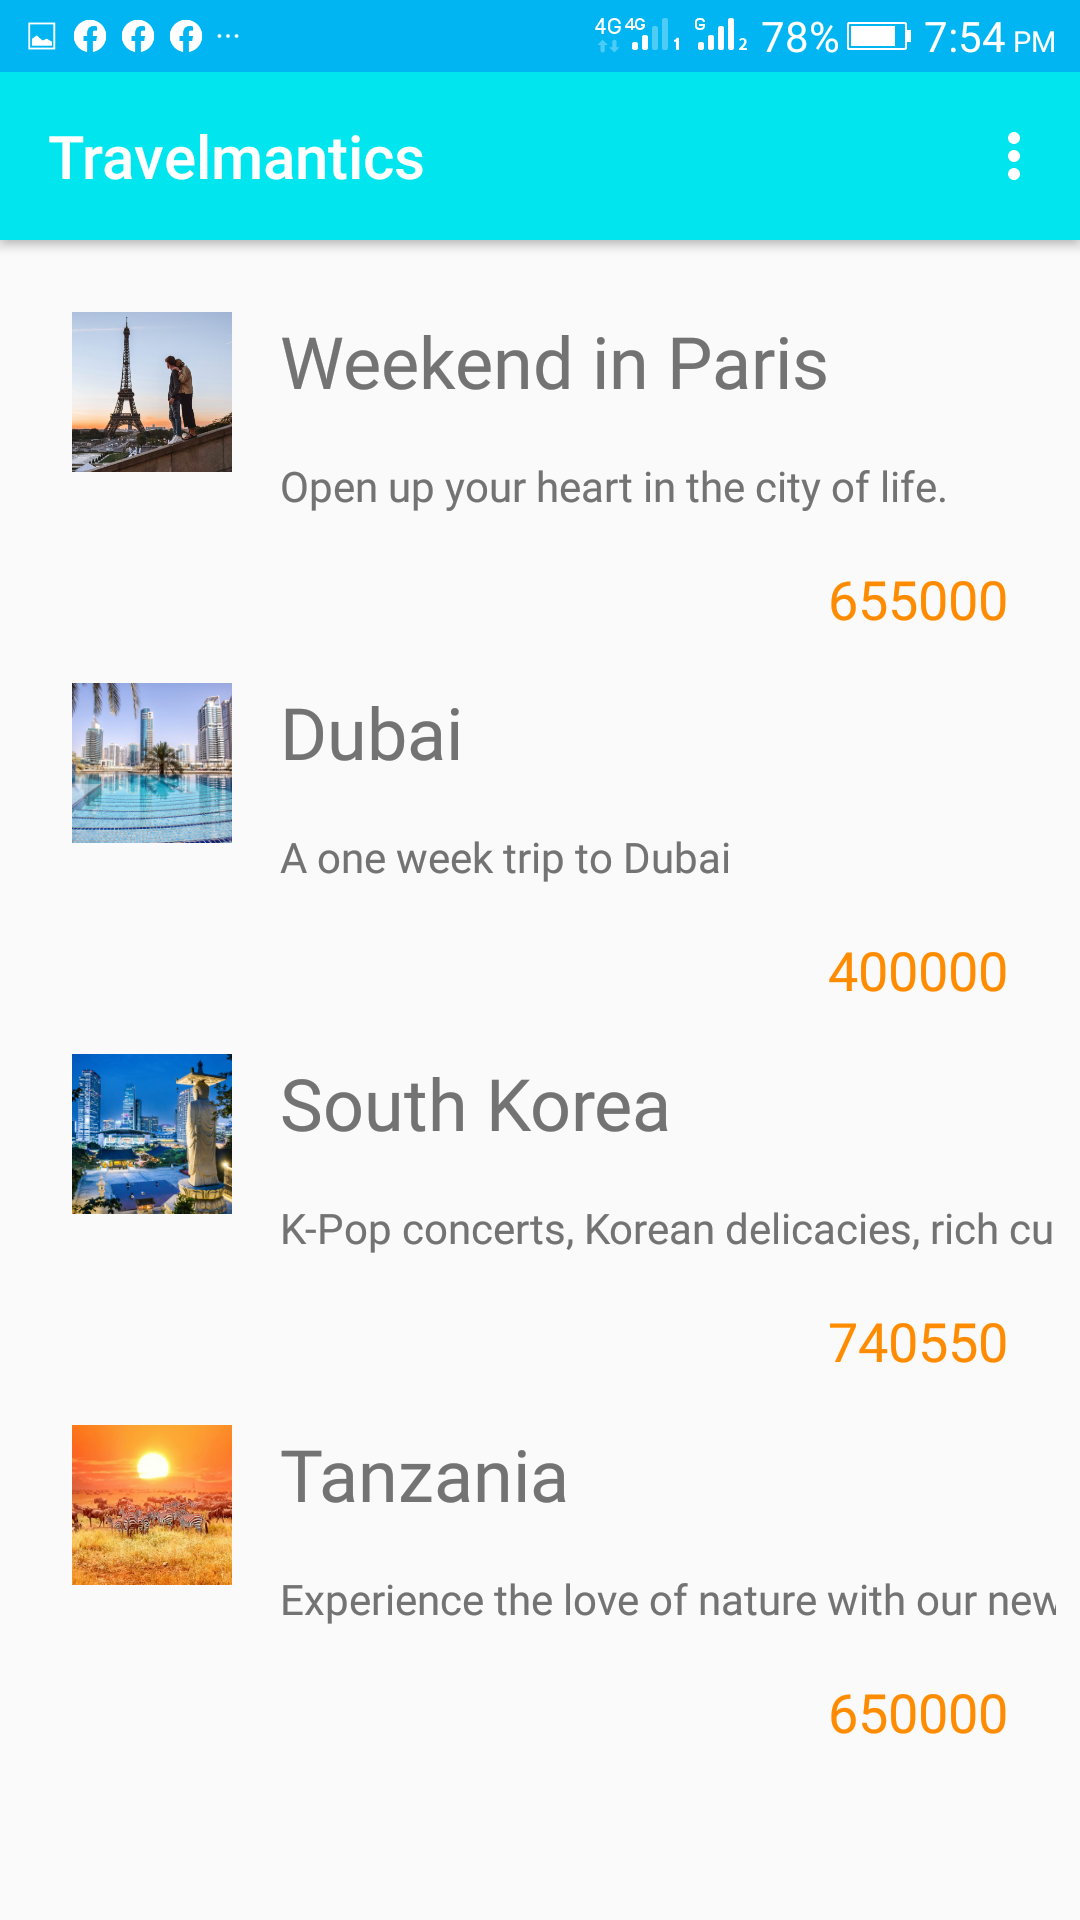 4G 4G 1 G 2 78% 7:54 PM
Travelmantics
Weekend in Paris
Open up your heart in the city of life.
655000
Dubai
A one week trip to Dubai
400000
South Korea
K-Pop concerts, Korean delicacies, rich cu
740550
Tanzania
Experience the love of nature with our new
650000